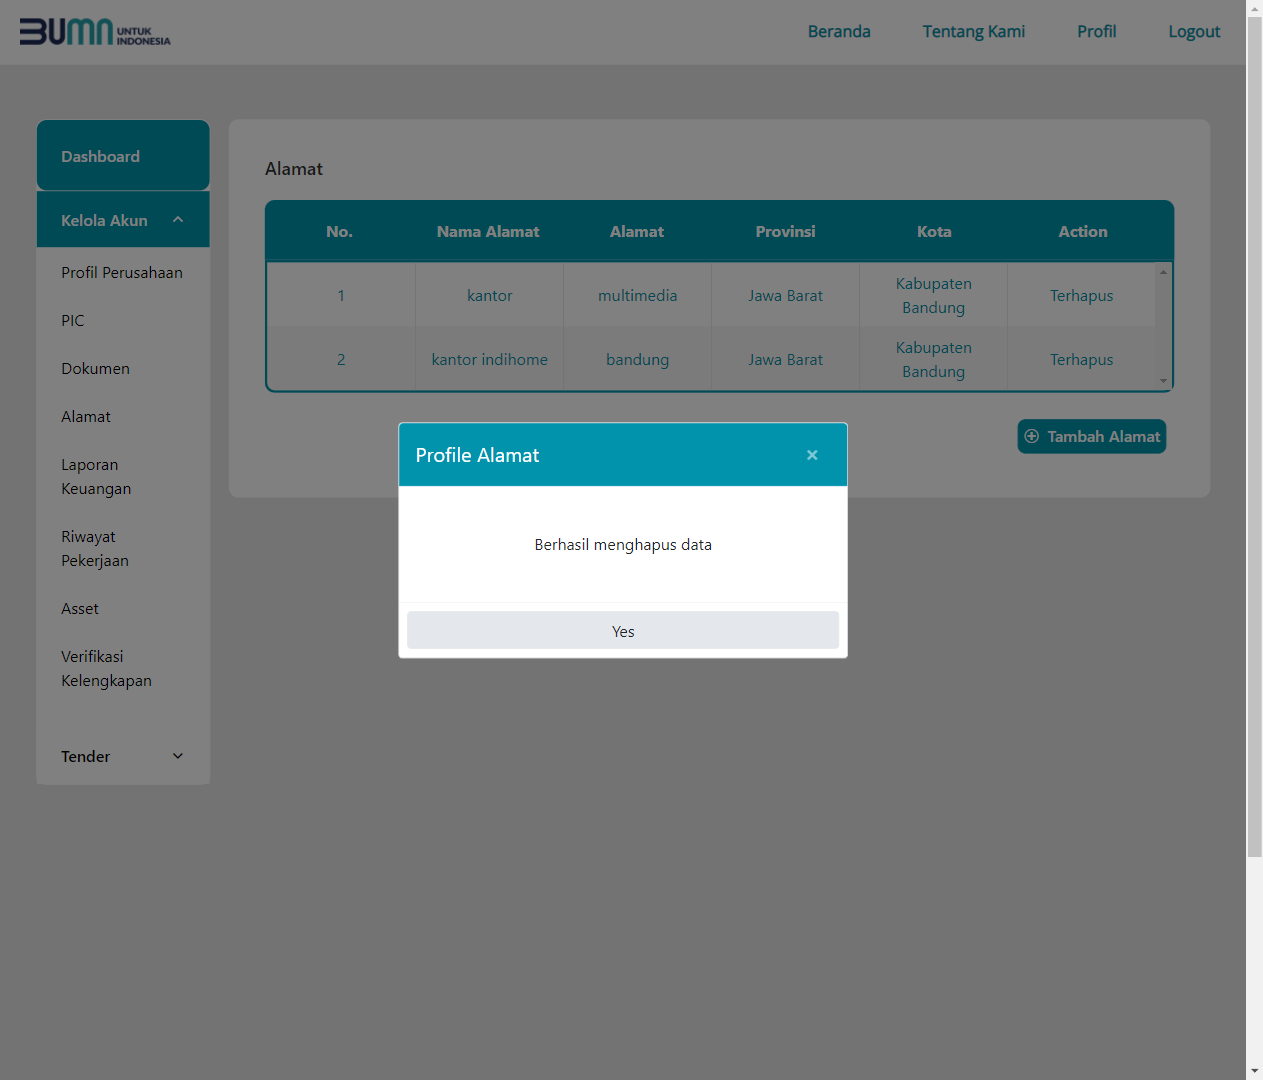 BUMN UNTUK INDONESIA
Beranda Tentang Kami Profil Logout
Dashboard
Kelola Akun
Profil Perusahaan
PIC
Dokumen
Alamat
Laporan
Keuangan
Riwayat
Pekerjaan
Asset
Verifikasi
Kelengkapan
Tender
Alamat
No. Nama Alamat Alamat Provinsi Kota Action
1 kantor multimedia Jawa Barat Kabupaten Bandung Terhapus
2 kantor indihome bandung Jawa Barat Kabupaten Bandung Terhapus
Tambah Alamat
Profile Alamat ×
Berhasil menghapus data
Yes